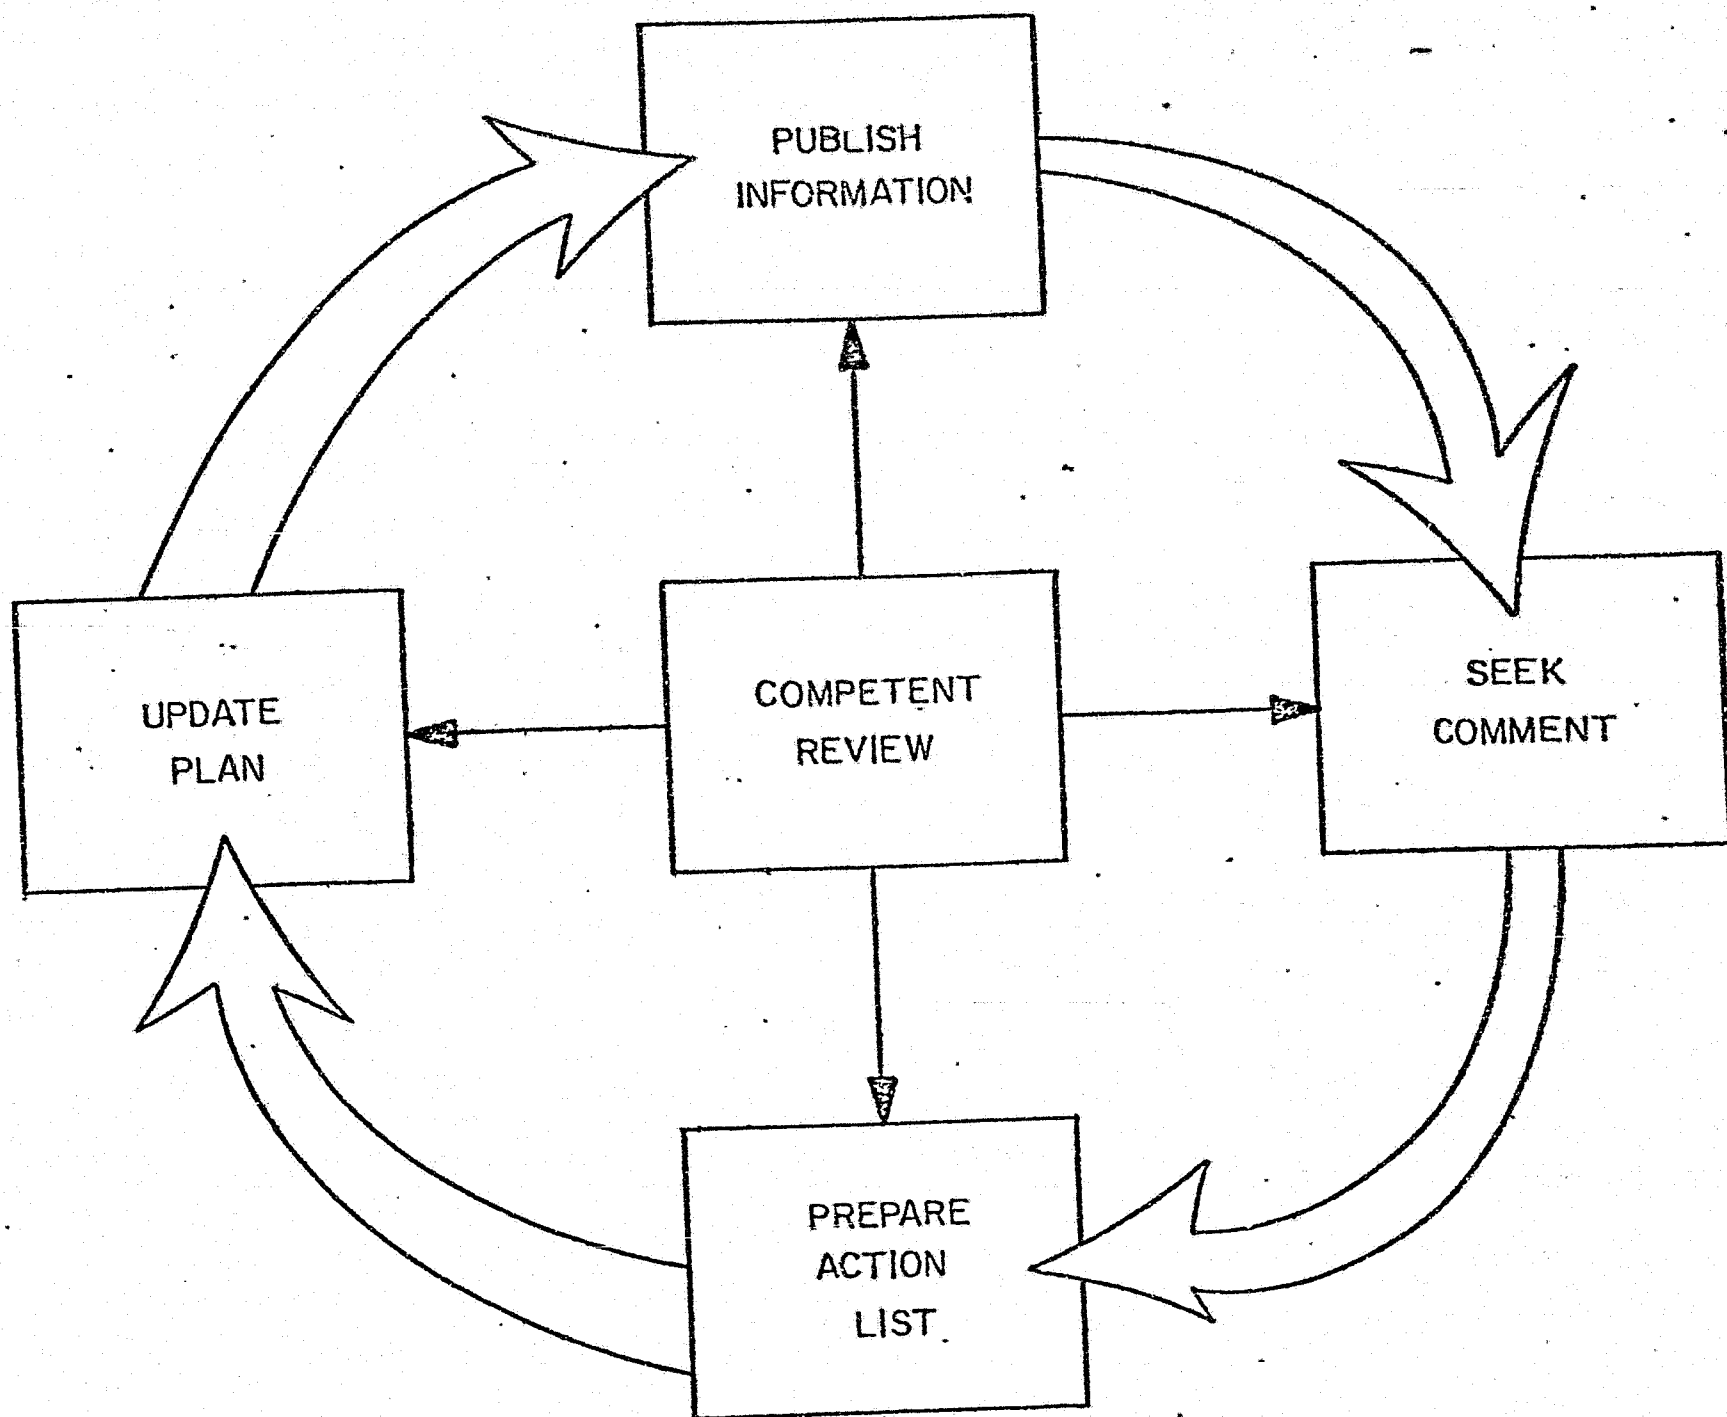 PUBLISH
INFORMATION
UPDATE
PLAN
COMPETENT
REVIEW
SEEK
COMMENT
PREPARE
ACTION
LIST